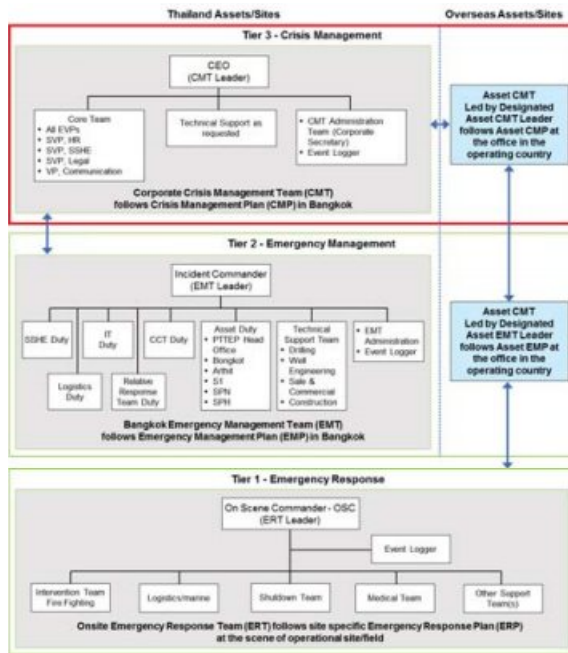 Thailand Assets/Sites
Overseas Assets/Sites
Tier 3 - Crisis Management
CEO
(CMT Leader)
Core Team
• All EVPs
• SVP, HR
• SVP, SSHE
• SVP, Legal
• VP, Communication
Technical Support as
requested
• CMT Administration
Team (Corporate
Secretary)
• Event Logger
Corporate Crisis Management Team (CMT)
follows Crisis Management Plan (CMP) in Bangkok
Asset CMT
Led by Designated
Asset CMT Leader
follows Asset CMP at
the office in the
operating country
Tier 2 - Emergency Management
Incident Commander
(EMT Leader)
SSHE Duty
IT
Duty
CCT Duty
Asset Duty
• PTTEP Head
Office
• Bongkot
• Arthit
• S1
• SPN
• SPH
Technical
Support Team
• Drilling
• Well
Engineering
• Sale &
Commercial
• Construction
• EMT
Administration
• Event Logger
Logistics
Duty
Relative
Response
Team Duty
Bangkok Emergency Management Team (EMT)
follows Emergency Management Plan (EMP) in Bangkok
Asset CMT
Led by Designated
Asset EMT Leader
follows Asset EMP at
the office in the
operating country
Tier 1 - Emergency Response
On Scene Commander - OSC
(ERT Leader)
Event Logger
Intervention Team
Fire Fighting
Logistics/marine
Shutdown Team
Medical Team
Other Support
Team(s)
Onsite Emergency Response Team (ERT) follows site specific Emergency Response Plan (ERP)
at the scene of operational site/field